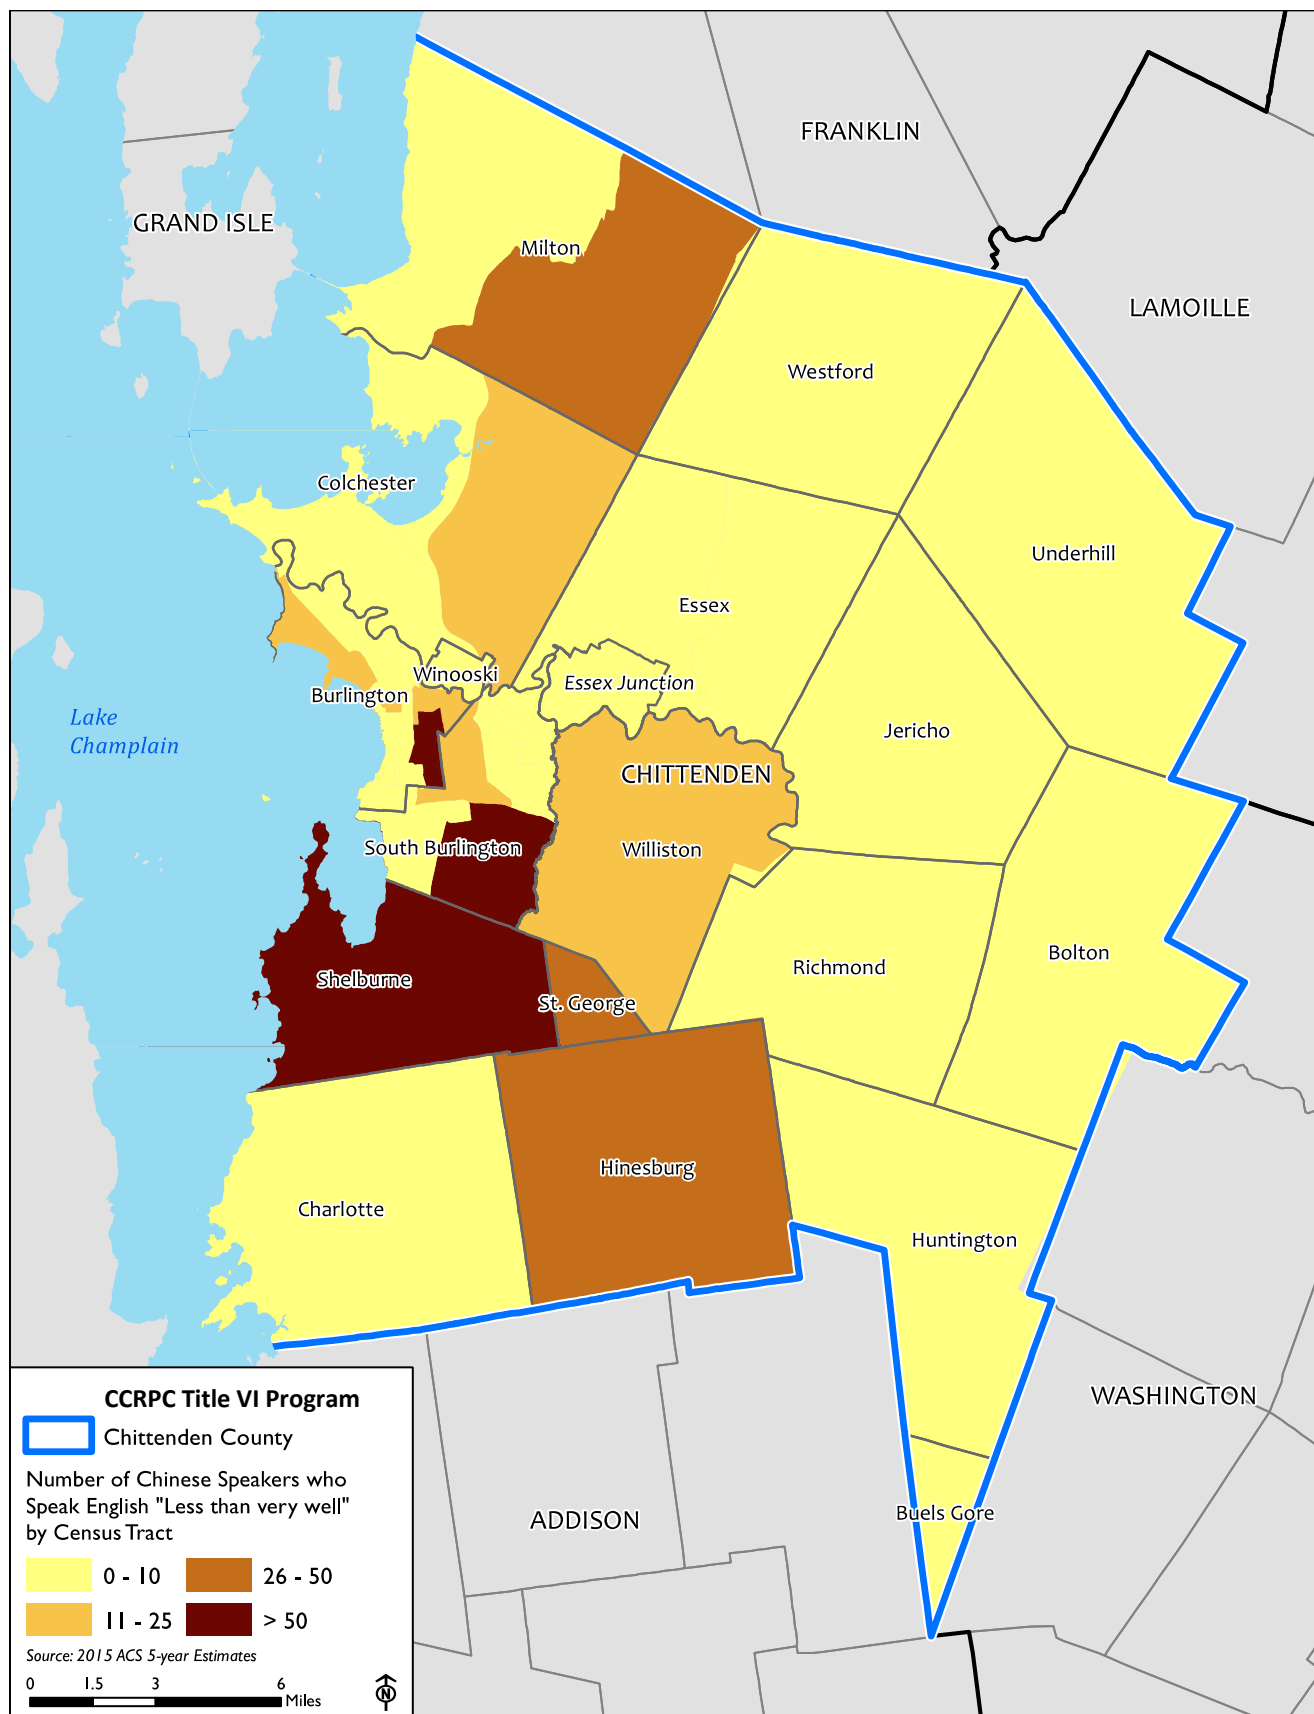 FRANKLIN
GRAND ISLE
Milton
LAMOILLE
Westford
Colchester
Underhill
Essex
Winooski
Essex Junction
Burlington
Lake
Champlain
Jericho
CHITTENDEN
South Burlington
Williston
Bolton
Richmond
Shelburne
St. George
Hinesburg
Charlotte
Huntington
WASHINGTON
Buels Gore
ADDISON
CCRPC Title VI Program
Chittenden County
Number of Chinese Speakers who
Speak English "Less than very well"
by Census Tract
0 - 10 26 - 50
11 - 25 > 50
Source: 2015 ACS 5-year Estimates
0 1.5 3 6
Miles
N